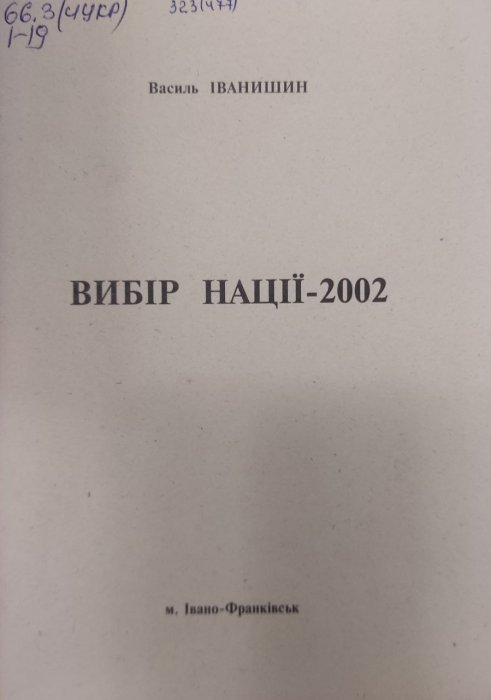 66.3(4УКР) 323(477)
І-19
Василь ІВАНИШИН
ВИБІР НАЦІЇ-2002
м. Івано-Франківськ